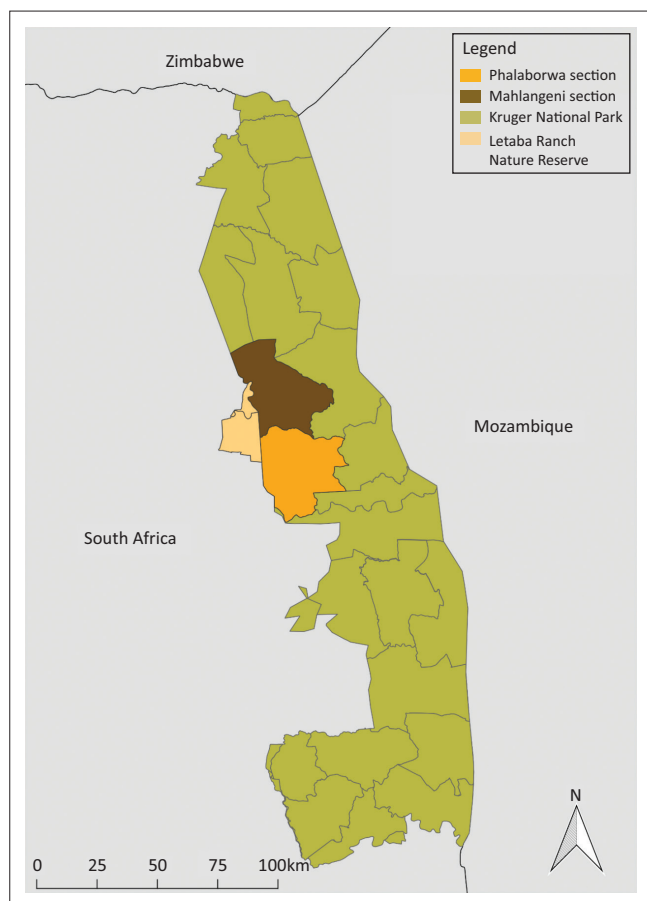 Zimbabwe
Legend
Phalaborwa section
Mahlangeni section
Kruger National Park
Letaba Ranch
Nature Reserve
Mozambique
South Africa
N
0 25 50 75 100km